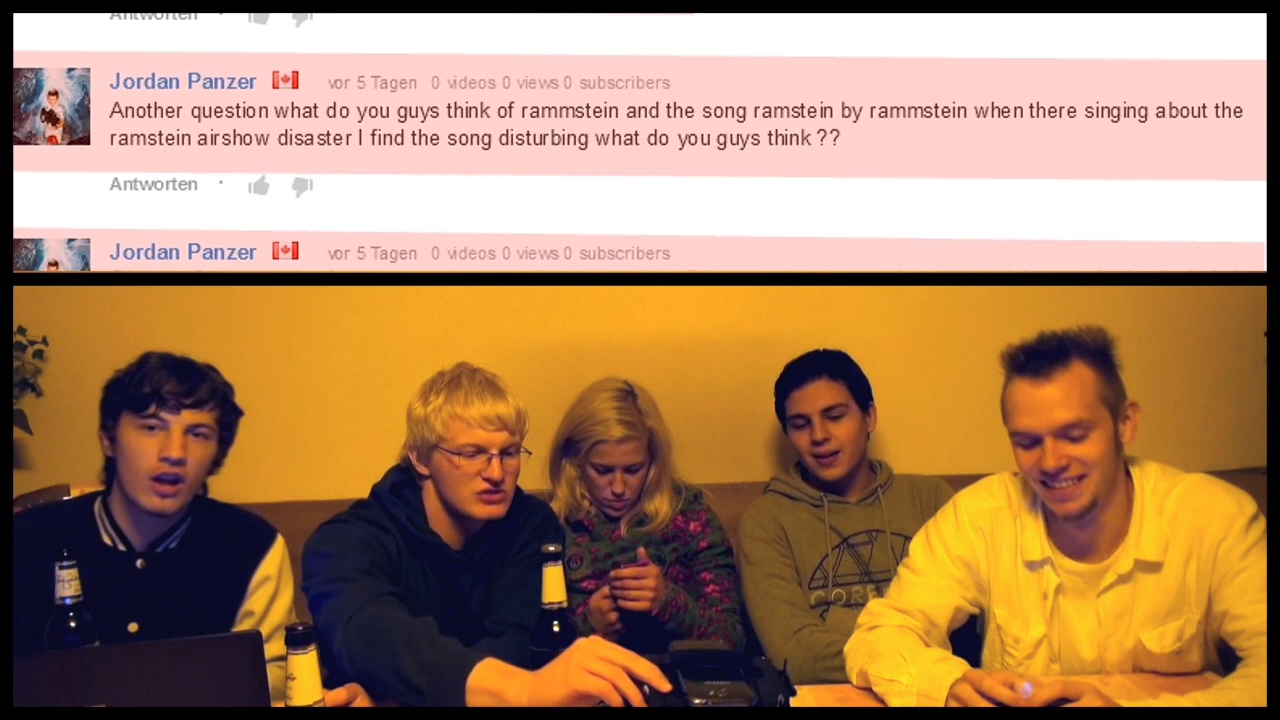 Antworten ·
Jordan Panzer vor 5 Tagen 0 videos 0 views 0 subscribers
Another question what do you guys think of rammstein and the song ramstein by rammstein when there singing about the
ramstein airshow disaster I find the song disturbing what do you guys think ??
Antworten ·
Jordan Panzer vor 5 Tagen 0 videos 0 views 0 subscribers